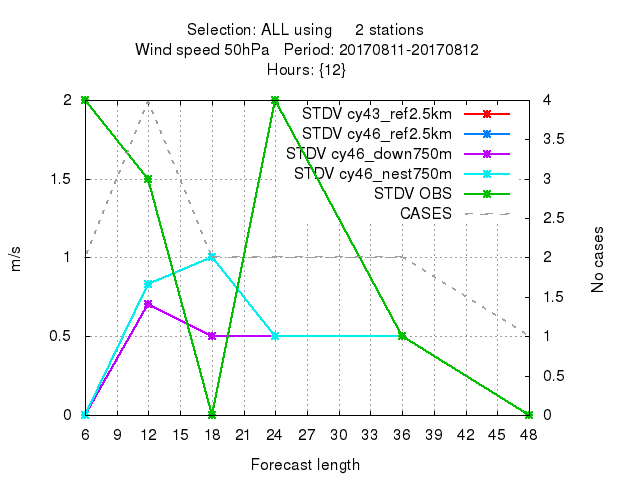 Selection: ALL using 2 stations
Wind speed 50hPa Period: 20170811-20170812
Hours: {12}
STDV cy43_ref2.5km
STDV cy46_ref2.5km
STDV cy46_down750m
STDV cy46_nest750m
STDV OBS
CASES
m/s
2
1.5
1
0.5
0
4
3.5
3
2.5
2
1.5
1
0.5
0
No cases
6 9 12 15 18 21 24 27 30 33 36 39 42 45 48
Forecast length